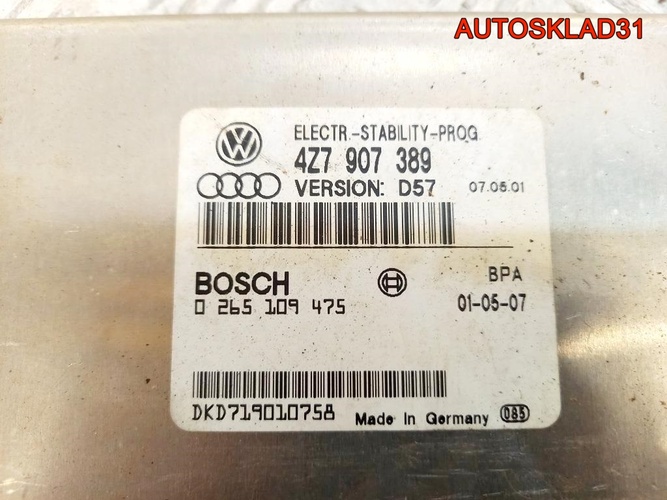 AUTOSKLAD31
ELECTR.-STABILITY-PROG
4Z7 907 389
VERSION: D57 07.05.01
BOSCH BPA
0 265 109 475 01-05-07
DKD719010758 Made In Germany 085